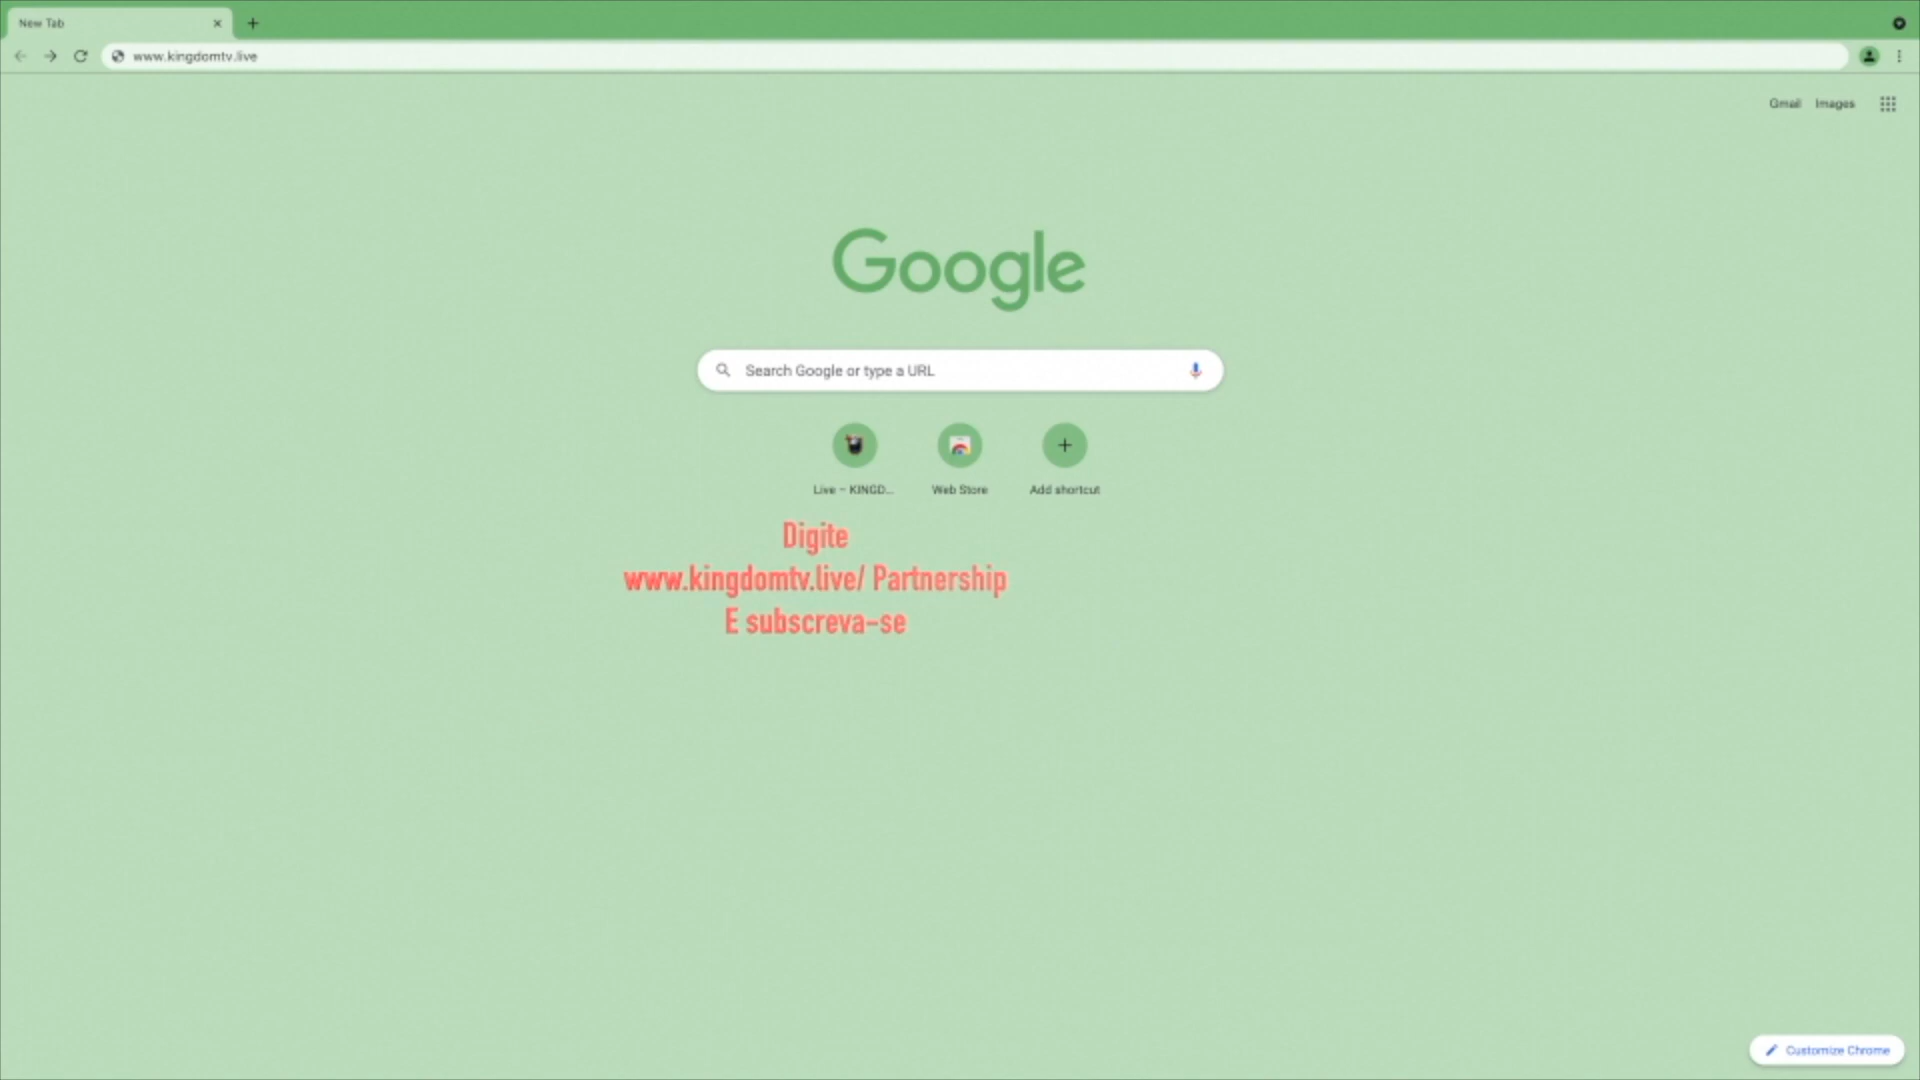 New Tab
www.kingdomtv.live
Gmail Images
Google
Search Google or type a URL
Live – KINGD... Web Store Add shortcut
Digite
www.kingdomtv.live/ Partnership
E subscreva-se
Customize Chrome